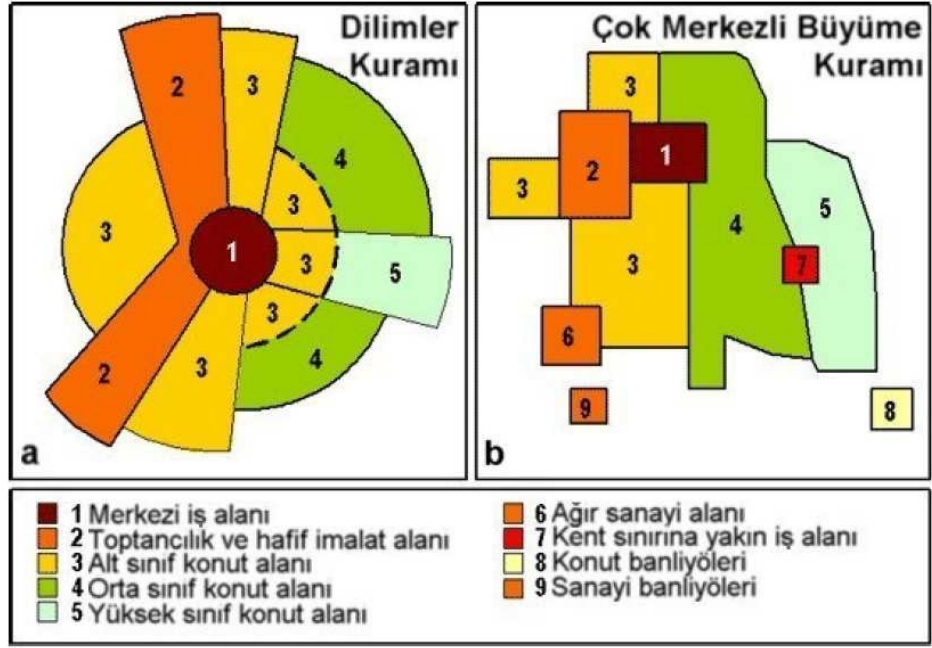 Dilimler
Kuramı
2
3
4
3
3
1
3
5
3
4
3
2
a
Çok Merkezli Büyüme
Kuramı
3
1
2
3
5
4
3
7
6
9
8
b
1 Merkezi iş alanı
2 Toptancılık ve hafif imalat alanı
3 Alt sınıf konut alanı
4 Orta sınıf konut alanı
5 Yüksek sınıf konut alanı
6 Ağır sanayi alanı
7 Kent sınırına yakın iş alanı
8 Konut banliyöleri
9 Sanayi banliyöleri